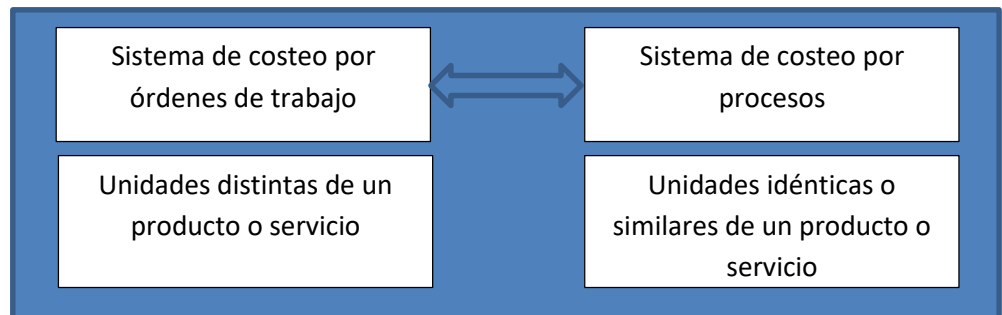 Sistema de costeo por
órdenes de trabajo
Sistema de costeo por
procesos
Unidades distintas de un
producto o servicio
Unidades idénticas o
similares de un producto o
servicio